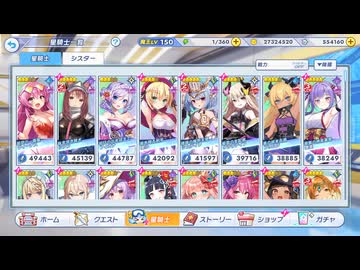 星騎士一覧
魔王LV 150
1/360
27324520
554160
星騎士
シスター
戦力
OFF
降順
49443
45139
44787
42092
41597
39716
38885
38249
ホーム
クエスト
星騎士
ストーリー
ショップ
ガチャ